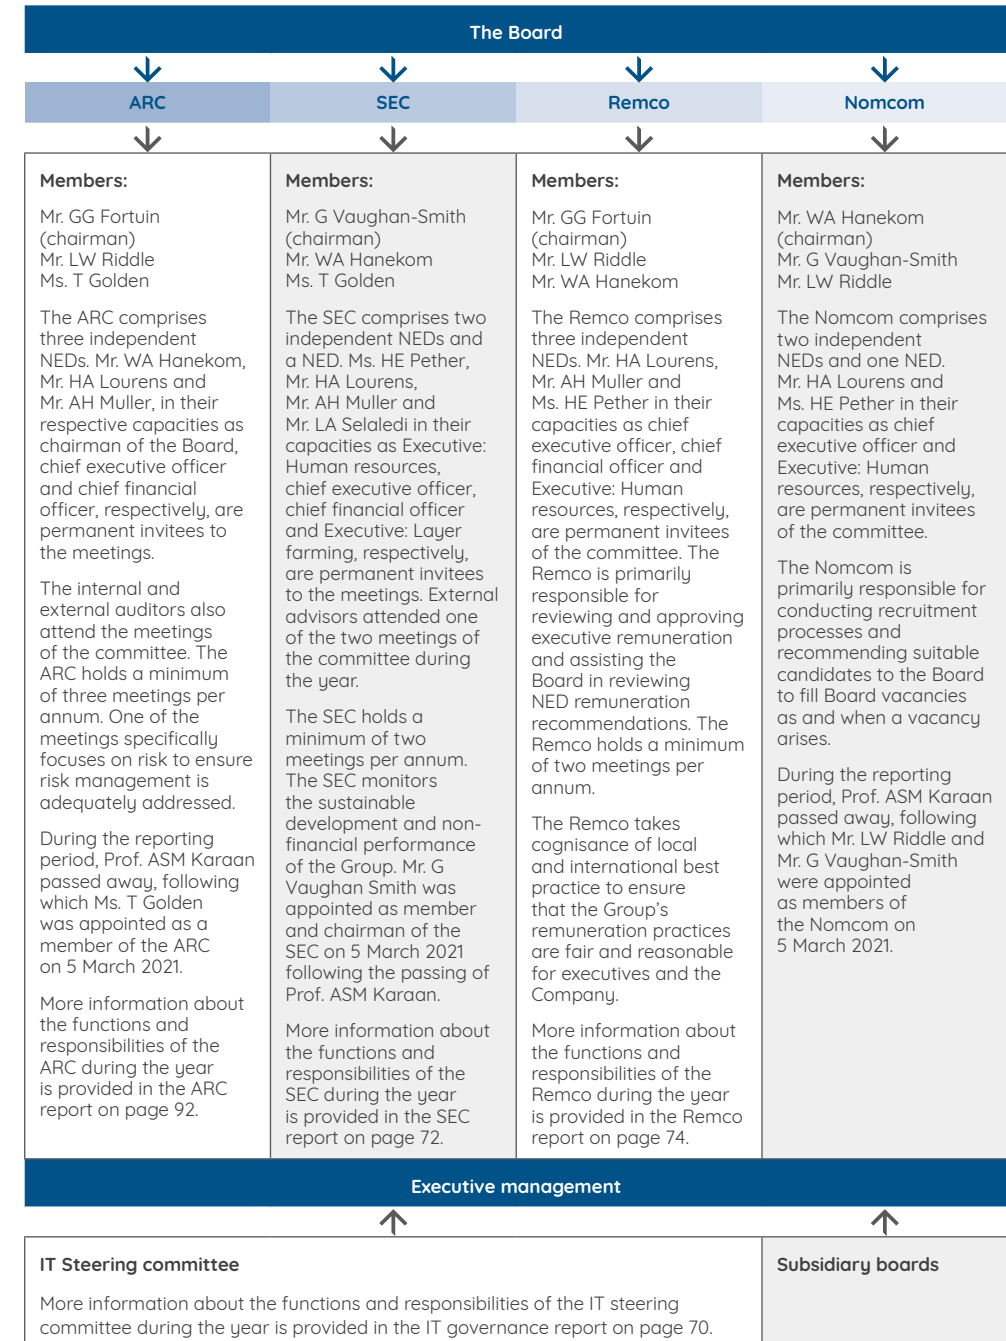 The Board
ARC
SEC
Remco
Nomcom
Members:
Mr. GG Fortuin
(chairman)
Mr. LW Riddle
Ms. T Golden
The ARC comprises
three independent
NEDs. Mr. WA Hanekom,
Mr. HA Lourens and
Mr. AH Muller, in their
respective capacities as
chairman of the Board,
chief executive officer
and chief financial
officer, respectively, are
permanent invitees to
the meetings.
The internal and
external auditors also
attend the meetings
of the committee. The
ARC holds a minimum
of three meetings per
annum. One of the
meetings specifically
focuses on risk to ensure
risk management is
adequately addressed.
During the reporting
period, Prof. ASM Karaan
passed away, following
which Ms. T Golden
was appointed as a
member of the ARC
on 5 March 2021.
More information about
the functions and
responsibilities of the
ARC during the year
is provided in the ARC
report on page 92.
Members:
Mr. G Vaughan-Smith
(chairman)
Mr. WA Hanekom
Ms. T Golden
The SEC comprises two
independent NEDs and
a NED. Ms. HE Pether,
Mr. HA Lourens,
Mr. AH Muller and
Mr. LA Selaledi in their
capacities as Executive:
Human resources,
chief executive officer,
chief financial officer
and Executive: Layer
farming, respectively,
are permanent invitees
to the meetings. External
advisors attended one
of the two meetings of
the committee during
the year.
The SEC holds a
minimum of two
meetings per annum.
The SEC monitors
the sustainable
development and non-
financial performance
of the Group. Mr. G
Vaughan Smith was
appointed as member
and chairman of the
SEC on 5 March 2021
following the passing of
Prof. ASM Karaan.
More information about
the functions and
responsibilities of the
SEC during the year
is provided in the SEC
report on page 72.
Members:
Mr. GG Fortuin
(chairman)
Mr. LW Riddle
Mr. WA Hanekom
The Remco comprises
three independent
NEDs. Mr. HA Lourens,
Mr. AH Muller and
Ms. HE Pether in their
capacities as chief
executive officer, chief
financial officer and
Executive: Human
resources, respectively,
are permanent invitees
of the committee. The
Remco is primarily
responsible for
reviewing and approving
executive remuneration
and assisting the
Board in reviewing
NED remuneration
recommendations. The
Remco holds a minimum
of two meetings per
annum.
The Remco takes
cognisance of local
and international best
practice to ensure
that the Group's
remuneration practices
are fair and reasonable
for executives and the
Company.
More information about
the functions and
responsibilities of the
Remco during the year
is provided in the Remco
report on page 74.
Members:
Mr. WA Hanekom
(chairman)
Mr. G Vaughan-Smith
Mr. LW Riddle
The Nomcom comprises
two independent
NEDs and one NED.
Mr. HA Lourens and
Ms. HE Pether in their
capacities as chief
executive officer and
Executive: Human
resources, respectively,
are permanent invitees
of the committee.
The Nomcom is
primarily responsible for
conducting recruitment
processes and
recommending suitable
candidates to the Board
to fill Board vacancies
as and when a vacancy
arises.
During the reporting
period, Prof. ASM Karaan
passed away, following
which Mr. LW Riddle and
Mr. G Vaughan-Smith
were appointed
as members of
the Nomcom on
5 March 2021.
Executive management
IT Steering committee
More information about the functions and responsibilities of the IT steering
committee during the year is provided in the IT governance report on page 70.
Subsidiary boards